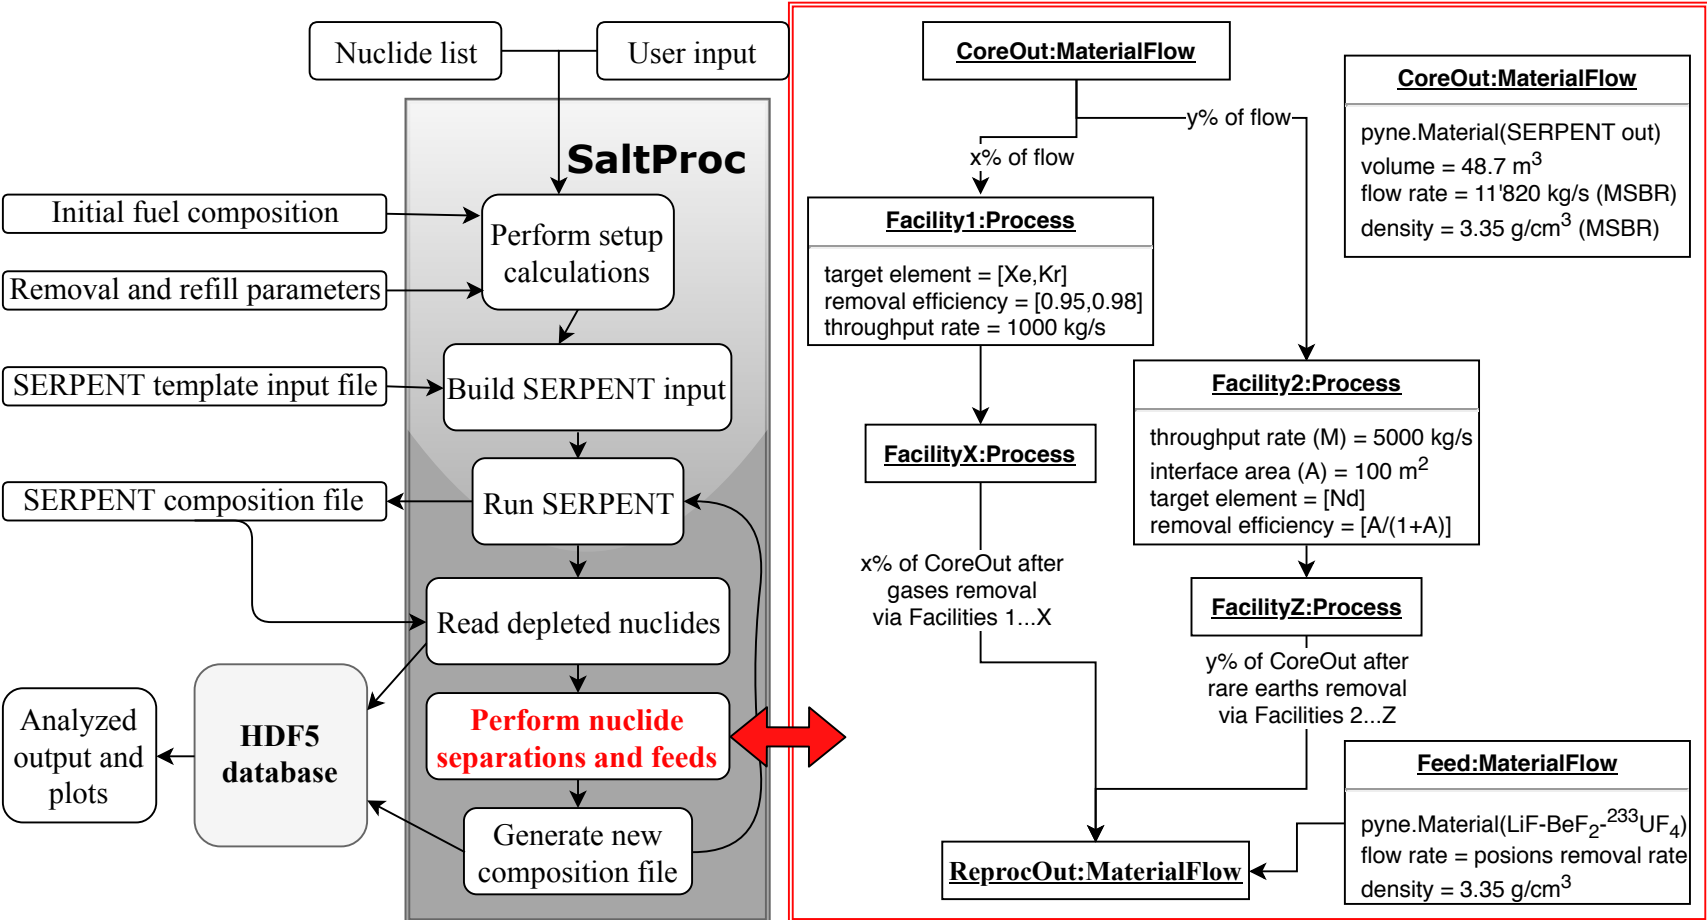 Nuclide list
User input
SaltProc
Initial fuel composition
Perform setup
calculations
Removal and refill parameters
SERPENT template input file
Build SERPENT input
SERPENT composition file
Run SERPENT
Read depleted nuclides
Perform nuclide
separations and feeds
HDF5
database
Analyzed
output and
plots
Generate new
composition file
CoreOut:MaterialFlow
y% of flow
x% of flow
CoreOut:MaterialFlow
pyne.Material(SERPENT out)
volume = 48.7 m³
flow rate = 11'820 kg/s (MSBR)
density = 3.35 g/cm³ (MSBR)
Facility1:Process
target element = [Xe,Kr]
removal efficiency = [0.95,0.98]
throughput rate = 1000 kg/s
Facility2:Process
throughput rate (M) = 5000 kg/s
interface area (A) = 100 m²
target element = [Nd]
removal efficiency = [A/(1+A)]
FacilityX:Process
x% of CoreOut after
gases removal
via Facilities 1...X
FacilityZ:Process
y% of CoreOut after
rare earths removal
via Facilities 2...Z
Feed:MaterialFlow
pyne.Material(LiF-BeF₂-²³³UF₄)
flow rate = posions removal rate
density = 3.35 g/cm³
ReprocOut:MaterialFlow